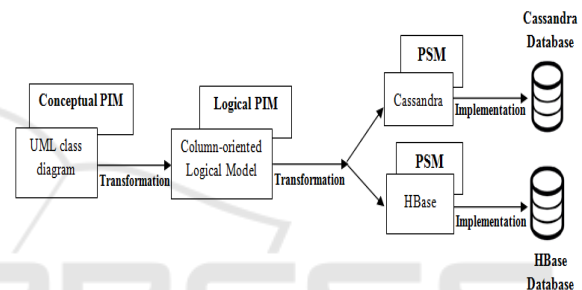 Cassandra
Database
PSM
Cassandra
Implementation
Conceptual PIM
UML class
diagram
Transformation
Logical PIM
Column-oriented
Logical Model
Transformation
PSM
HBase
Implementation
HBase
Database